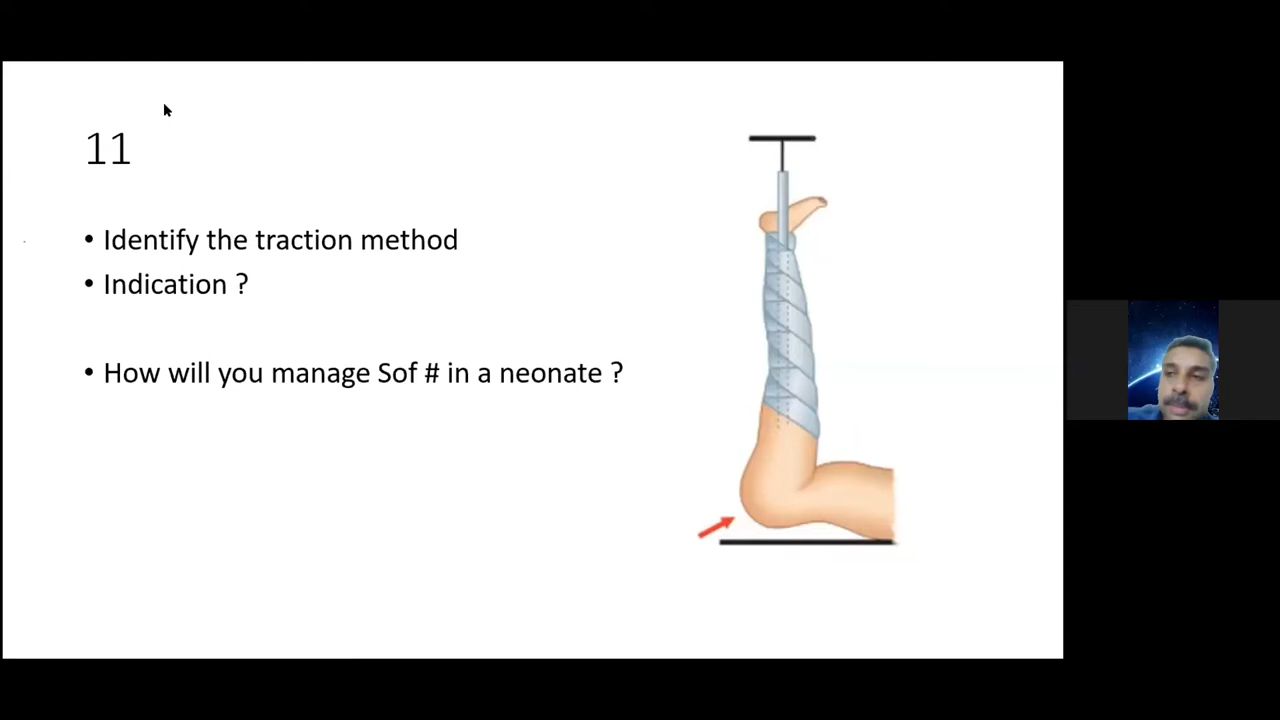 11
• Identify the traction method
• Indication ?
• How will you manage Sof # in a neonate ?